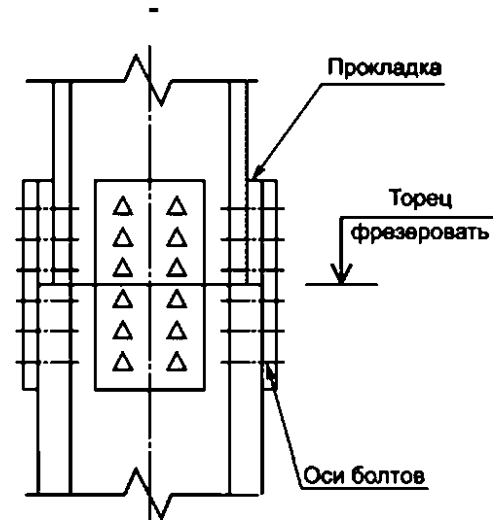 Прокладка
Торец
фрезеровать
Оси болтов